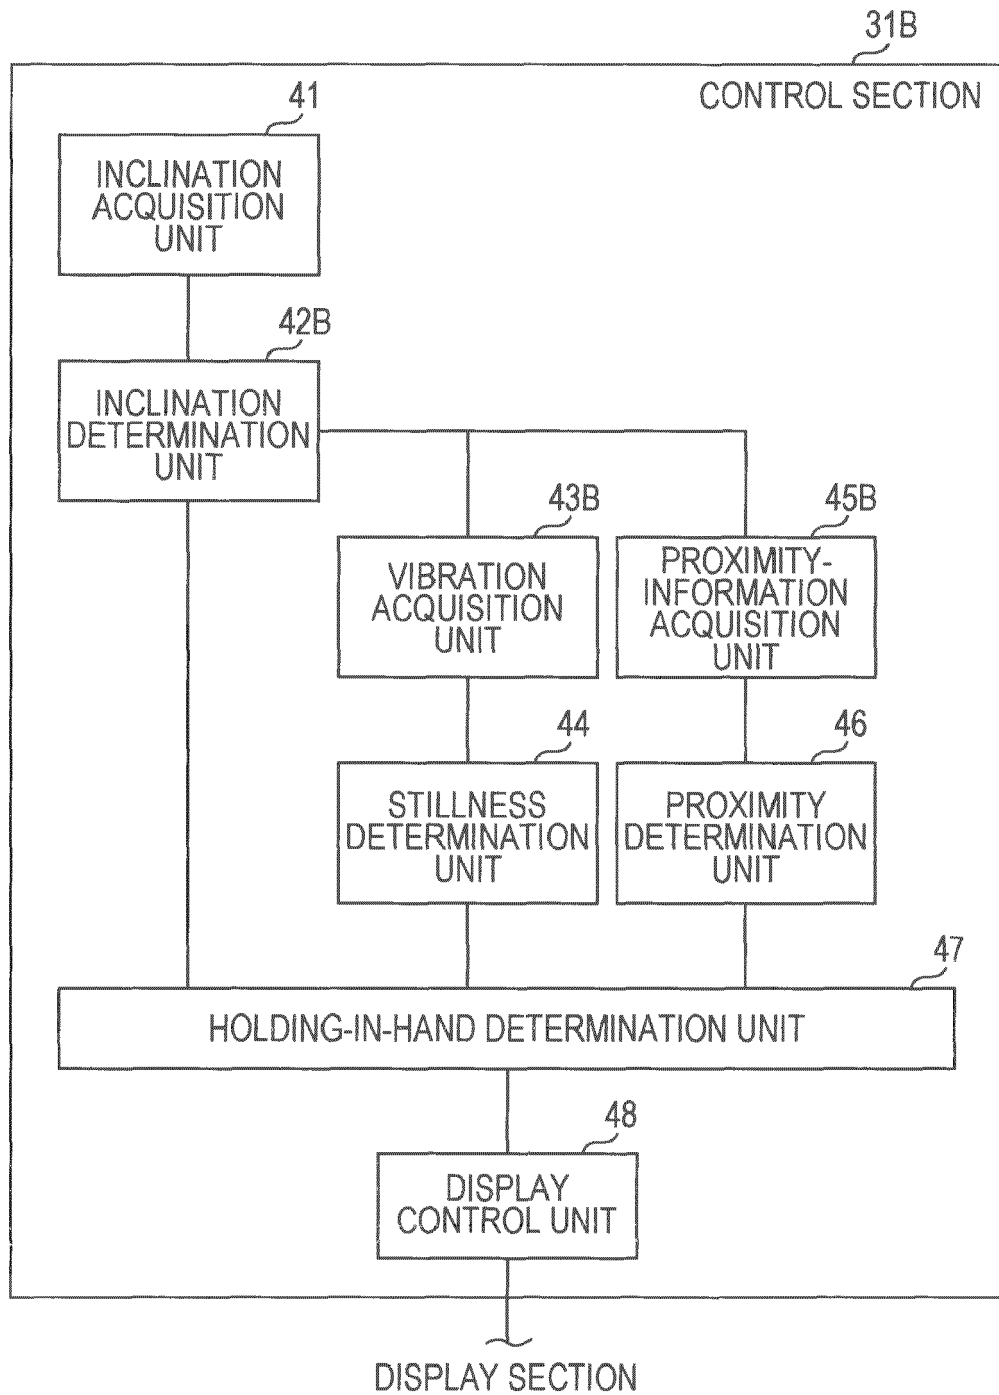 31B
CONTROL SECTION
41
INCLINATION
ACQUISITION
UNIT
42B
INCLINATION
DETERMINATION
UNIT
43B
VIBRATION
ACQUISITION
UNIT
45B
PROXIMITY-
INFORMATION
ACQUISITION
UNIT
44
STILLNESS
DETERMINATION
UNIT
46
PROXIMITY
DETERMINATION
UNIT
47
HOLDING-IN-HAND DETERMINATION UNIT
48
DISPLAY
CONTROL UNIT
DISPLAY SECTION